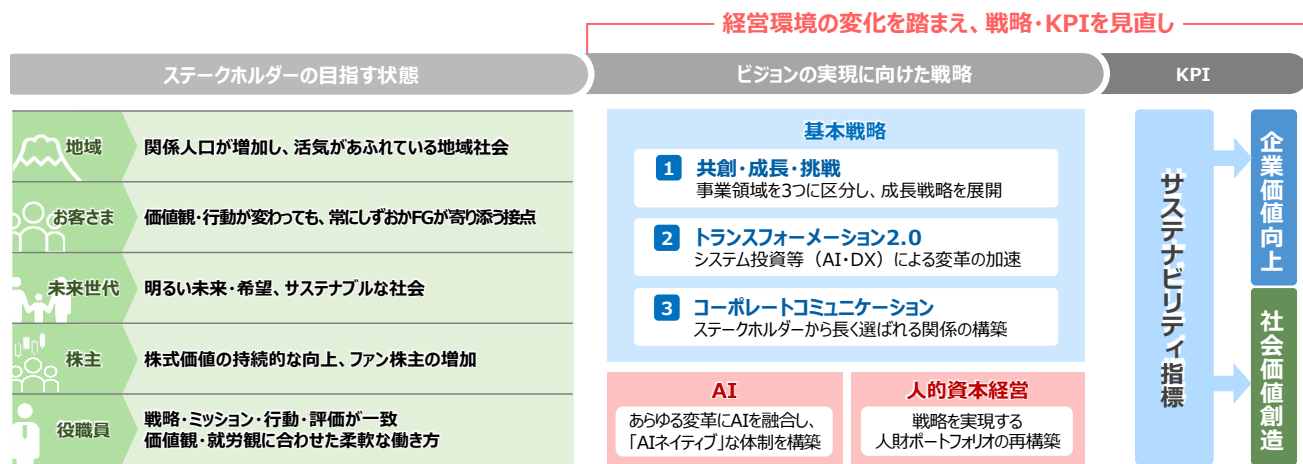 経営環境の変化を踏まえ、戦略・KPIを見直し
ステークホルダーの目指す状態
ビジョンの実現に向けた戦略
KPI
地域
関係人口が増加し、活気があふれている地域社会
お客さま
価値観・行動が変わっても、常にしずおかFGが寄り添う接点
未来世代
明るい未来・希望、サステナブルな社会
株主
株式価値の持続的な向上、ファン株主の増加
役職員
戦略・ミッション・行動・評価が一致
価値観・就労観に合わせた柔軟な働き方
基本戦略
1 共創・成長・挑戦
事業領域を3つに区分し、成長戦略を展開
2 トランスフォーメーション2.0
システム投資等（AI・DX）による変革の加速
3 コーポレートコミュニケーション
ステークホルダーから長く選ばれる関係の構築
AI
あらゆる変革にAIを融合し、
「AIネイティブ」な体制を構築
人的資本経営
戦略を実現する
人財ポートフォリオの再構築
サステナビリティ指標
企業価値向上
社会価値創造